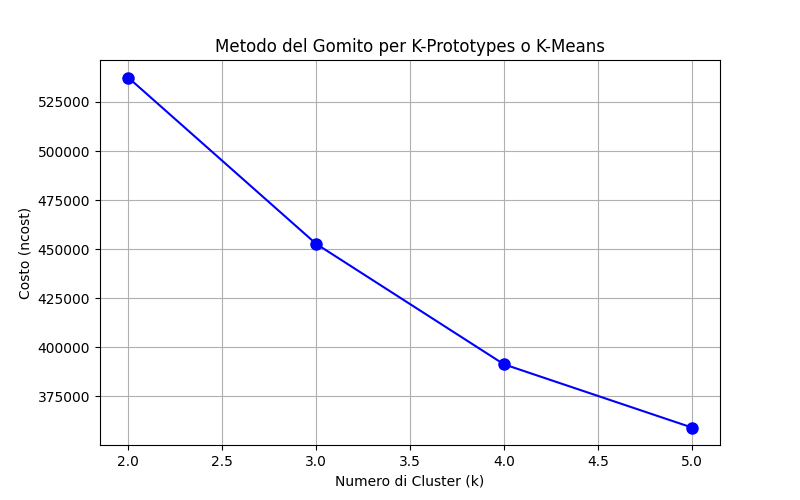 Metodo del Gomito per K-Prototypes o K-Means
525000
500000
475000
450000
425000
400000
375000
Costo (ncost)
2.0 2.5 3.0 3.5 4.0 4.5 5.0
Numero di Cluster (k)